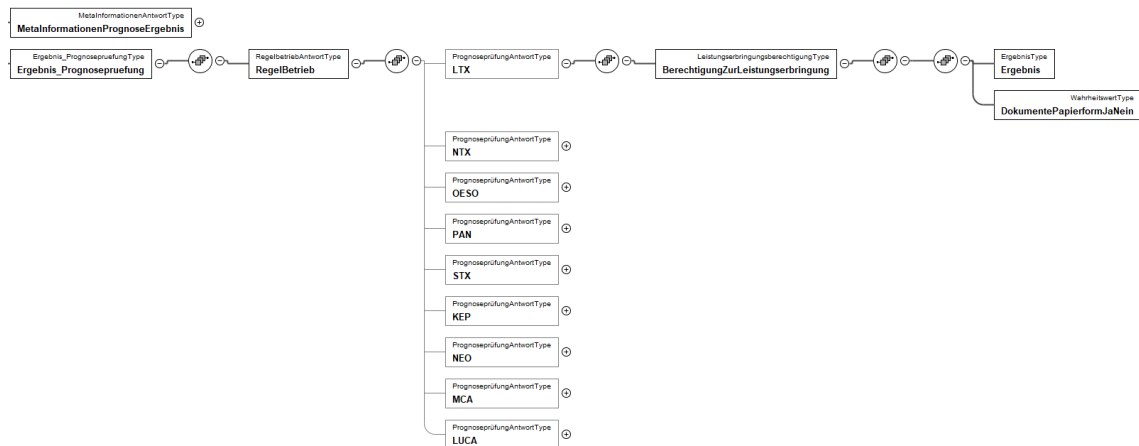 MetaInformationenAntwortType
MetaInformationenPrognoseErgebnis
Ergebnis_PrognosepruefungType
Ergebnis_Prognosepruefung
RegelbetriebAntwortType
RegelBetrieb
PrognoseprüfungAntwortType
LTX
LeistungserbringungsberechtigungType
BerechtigungZurLeistungserbringung
ErgebnisType
Ergebnis
WahrheitswertType
DokumentePapierformJaNein
PrognoseprüfungAntwortType
NTX
PrognoseprüfungAntwortType
OESO
PrognoseprüfungAntwortType
PAN
PrognoseprüfungAntwortType
STX
PrognoseprüfungAntwortType
KEP
PrognoseprüfungAntwortType
NEO
PrognoseprüfungAntwortType
MCA
PrognoseprüfungAntwortType
LUCA